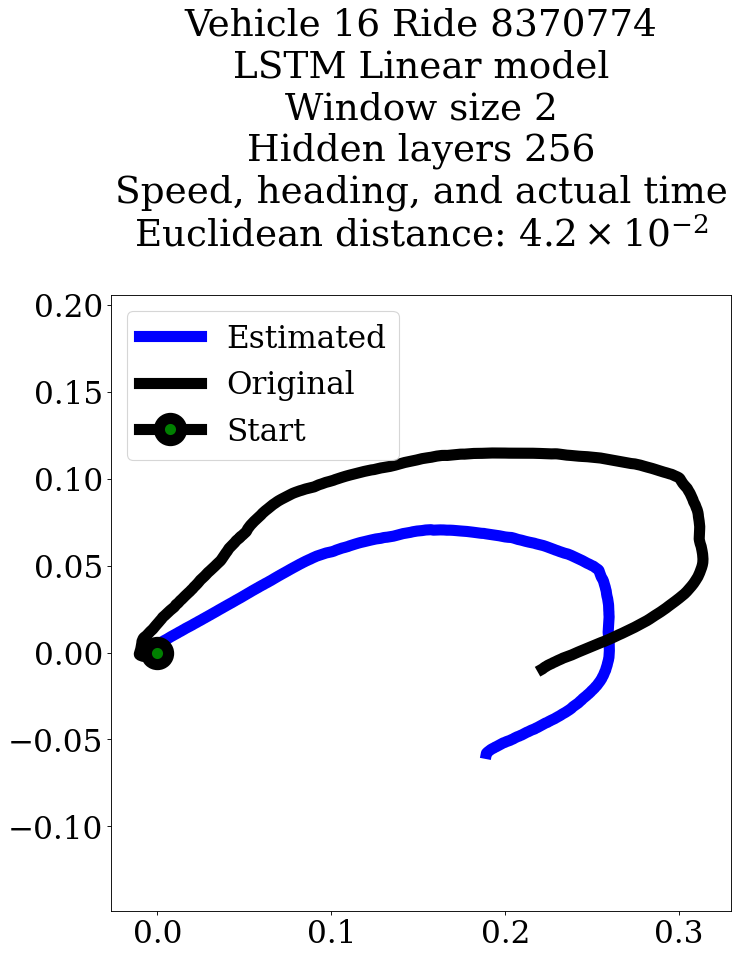 Vehicle 16 Ride 8370774
LSTM Linear model
Window size 2
Hidden layers 256
Speed, heading, and actual time
Euclidean distance: 4.2 × 10⁻²
0.20
0.15
0.10
0.05
0.00
−0.05
−0.10
Estimated
Original
Start
0.0 0.1 0.2 0.3